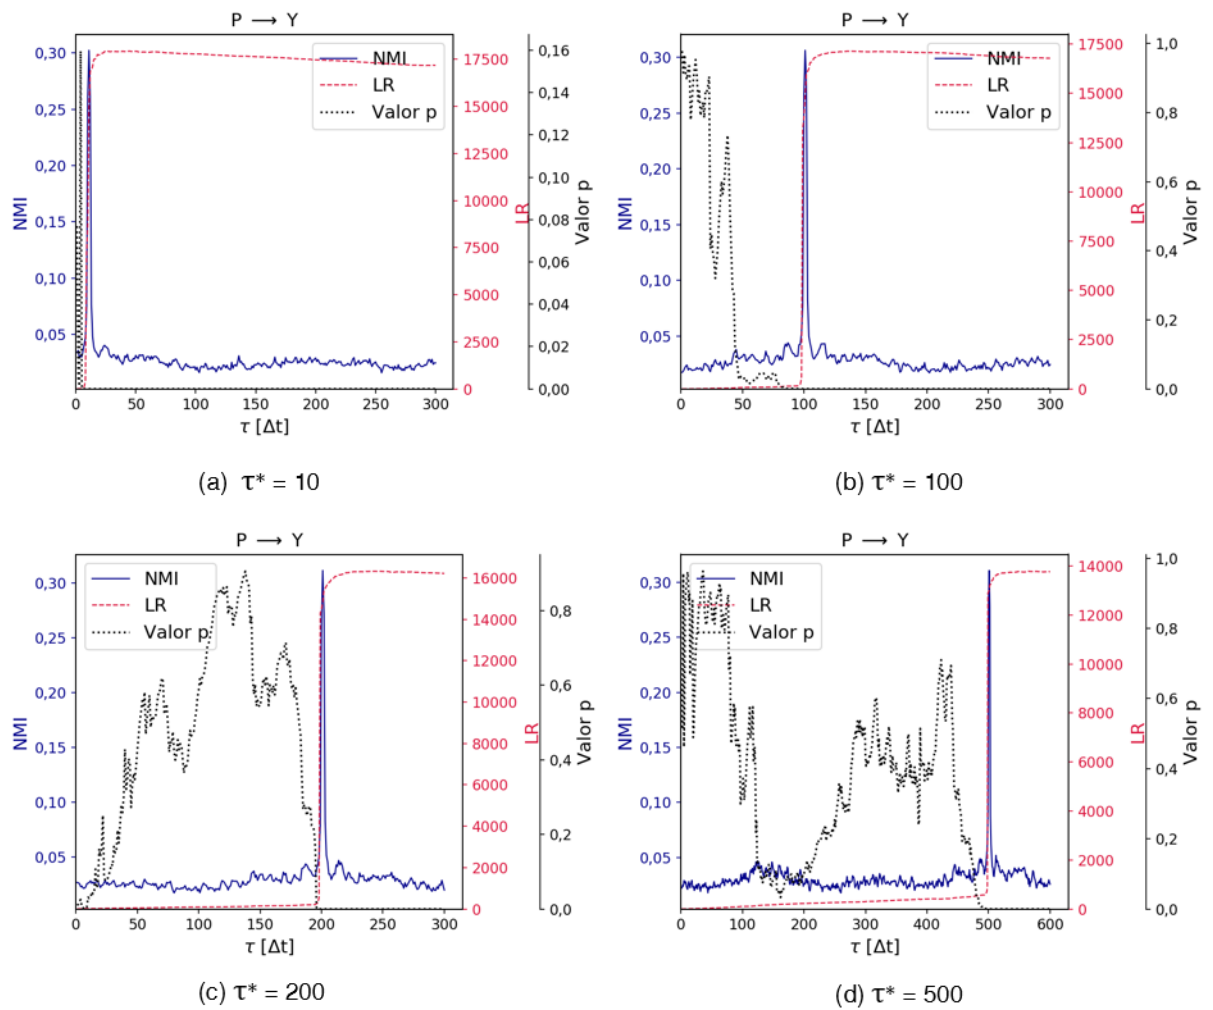 P ⟶ Y
NMI
LR
Valor p
0,30
0,25
0,20
0,15
0,10
0,05
NMI
17500
15000
12500
10000
7500
5000
2500
0
LR
0,16
0,14
0,12
0,10
0,08
0,06
0,04
0,02
0,00
Valor p
0 50 100 150 200 250 300
τ [Δt]
(a) τ* = 10
P ⟶ Y
NMI
LR
Valor p
0,30
0,25
0,20
0,15
0,10
0,05
NMI
17500
15000
12500
10000
7500
5000
2500
0
LR
1,0
0,8
0,6
0,4
0,2
0,0
Valor p
0 50 100 150 200 250 300
τ [Δt]
(b) τ* = 100
P ⟶ Y
NMI
LR
Valor p
0,30
0,25
0,20
0,15
0,10
0,05
NMI
16000
14000
12000
10000
8000
6000
4000
2000
0
LR
0,8
0,6
0,4
0,2
0,0
Valor p
0 50 100 150 200 250 300
τ [Δt]
(c) τ* = 200
P ⟶ Y
NMI
LR
Valor p
0,30
0,25
0,20
0,15
0,10
0,05
NMI
14000
12000
10000
8000
6000
4000
2000
0
LR
1,0
0,8
0,6
0,4
0,2
0,0
Valor p
0 100 200 300 400 500 600
τ [Δt]
(d) τ* = 500